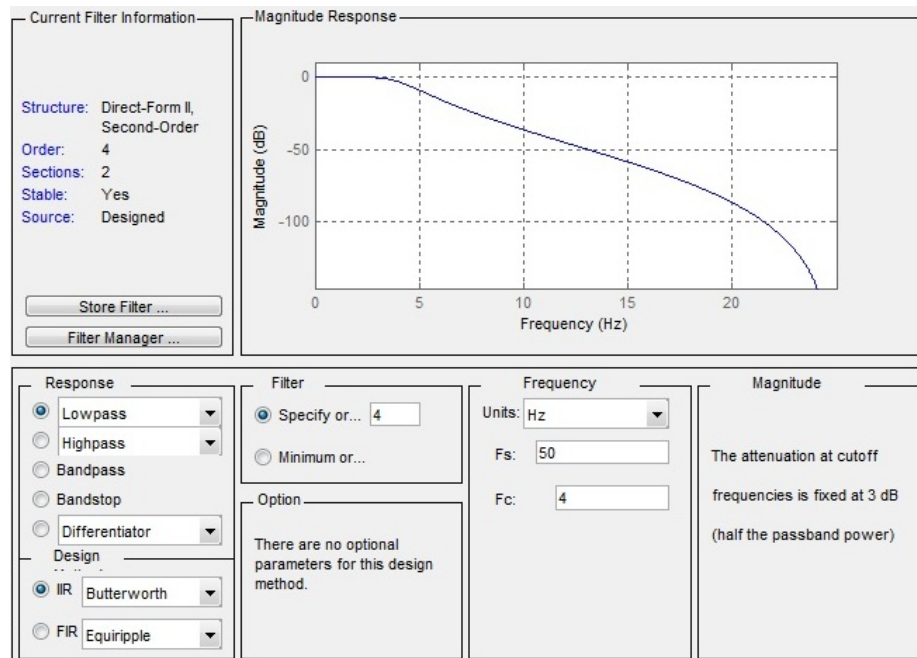 Current Filter Information
Structure: Direct-Form II,
Second-Order
Order: 4
Sections: 2
Stable: Yes
Source: Designed
Store Filter ...
Filter Manager ...
Magnitude Response
Magnitude (dB)
0
-50
-100
0 5 10 15 20
Frequency (Hz)
Response
Lowpass
Highpass
Bandpass
Bandstop
Differentiator
Design
IIR Butterworth
FIR Equiripple
Filter
Specify or... 4
Minimum or...
Option
There are no optional
parameters for this design
method.
Frequency
Units: Hz
Fs: 50
Fc: 4
Magnitude
The attenuation at cutoff
frequencies is fixed at 3 dB
(half the passband power)